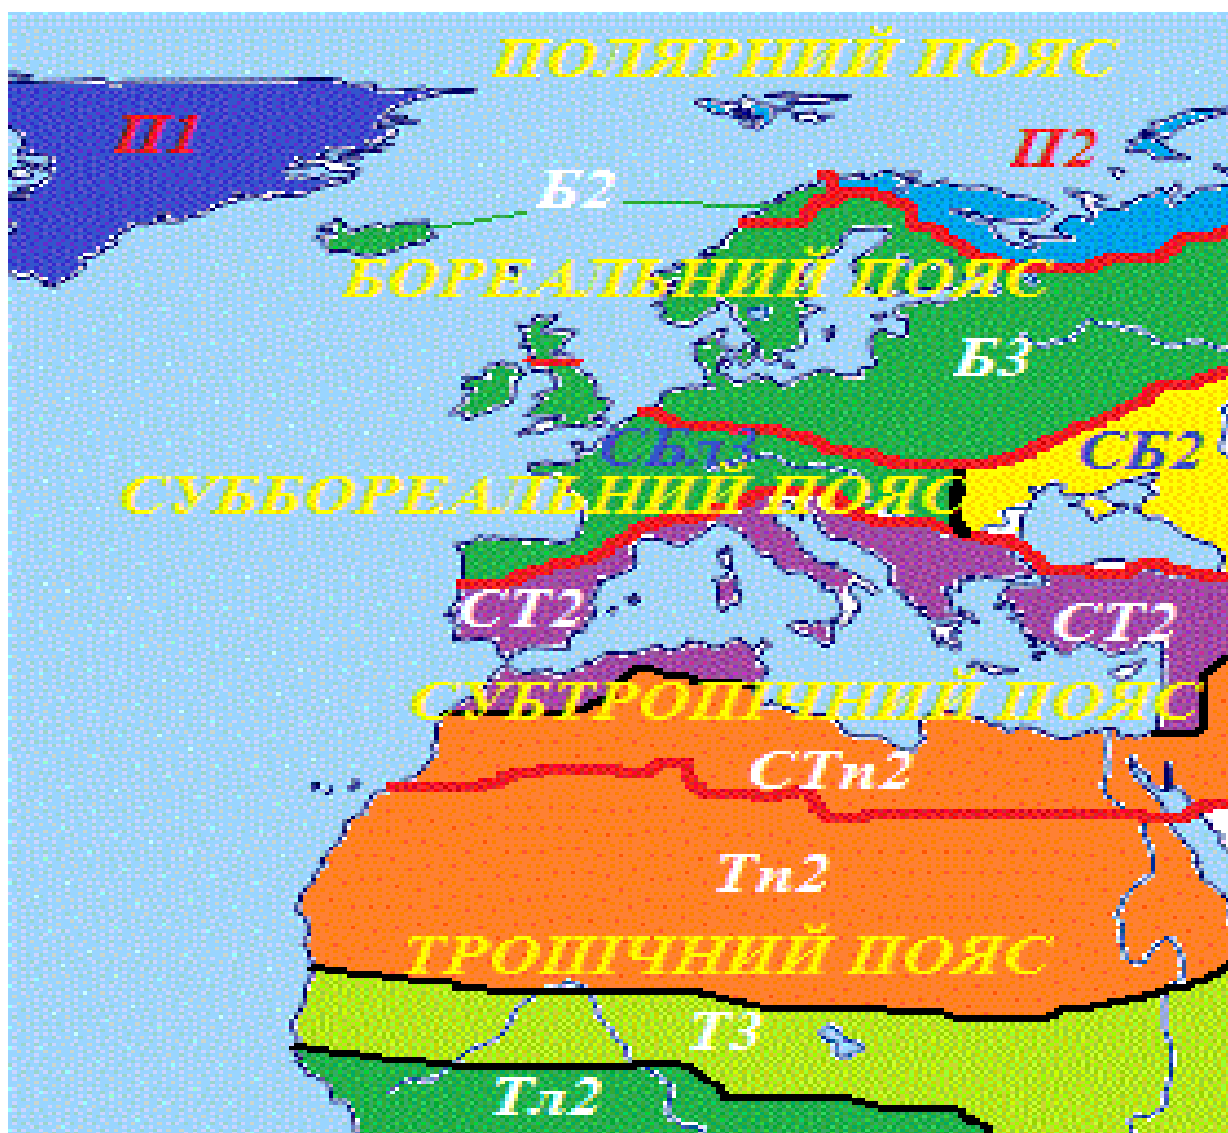 ПОЛЯРНИЙ ПОЯС
П1
П2
Б2
БОРЕАЛЬНИЙ ПОЯС
Б3
СБл3
СБ2
СУББОРЕАЛЬНИЙ ПОЯС
СТ2
СТ2
СУБТРОПІЧНИЙ ПОЯС
СТп2
Тп2
ТРОПІЧНИЙ ПОЯС
Т3
Тл2